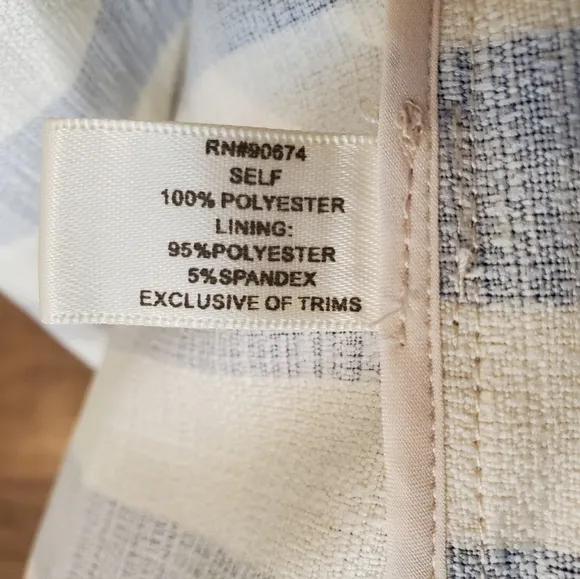 RN#90674
SELF
100% POLYESTER
LINING:
95%POLYESTER
5%SPANDEX
EXCLUSIVE OF TRIMS